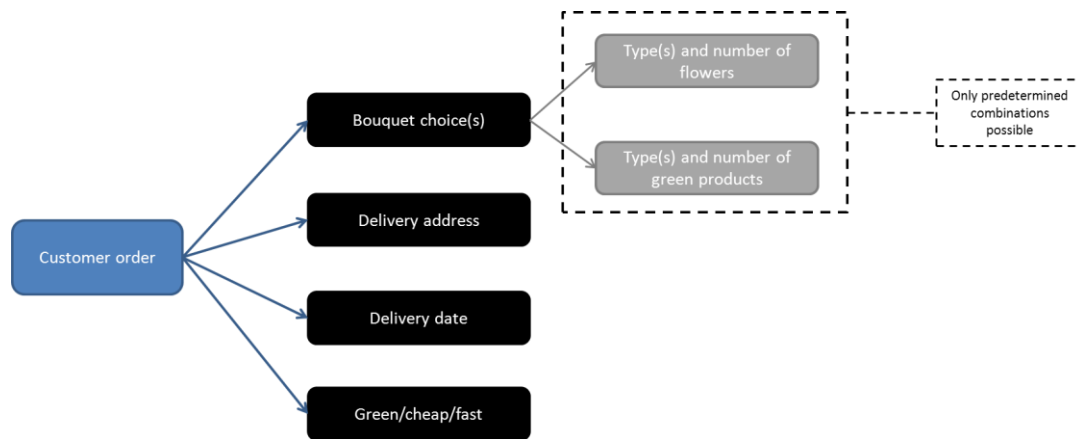 Type(s) and number of
flowers
Only predetermined
combinations
possible
Bouquet choice(s)
Type(s) and number of
green products
Delivery address
Customer order
Delivery date
Green/cheap/fast